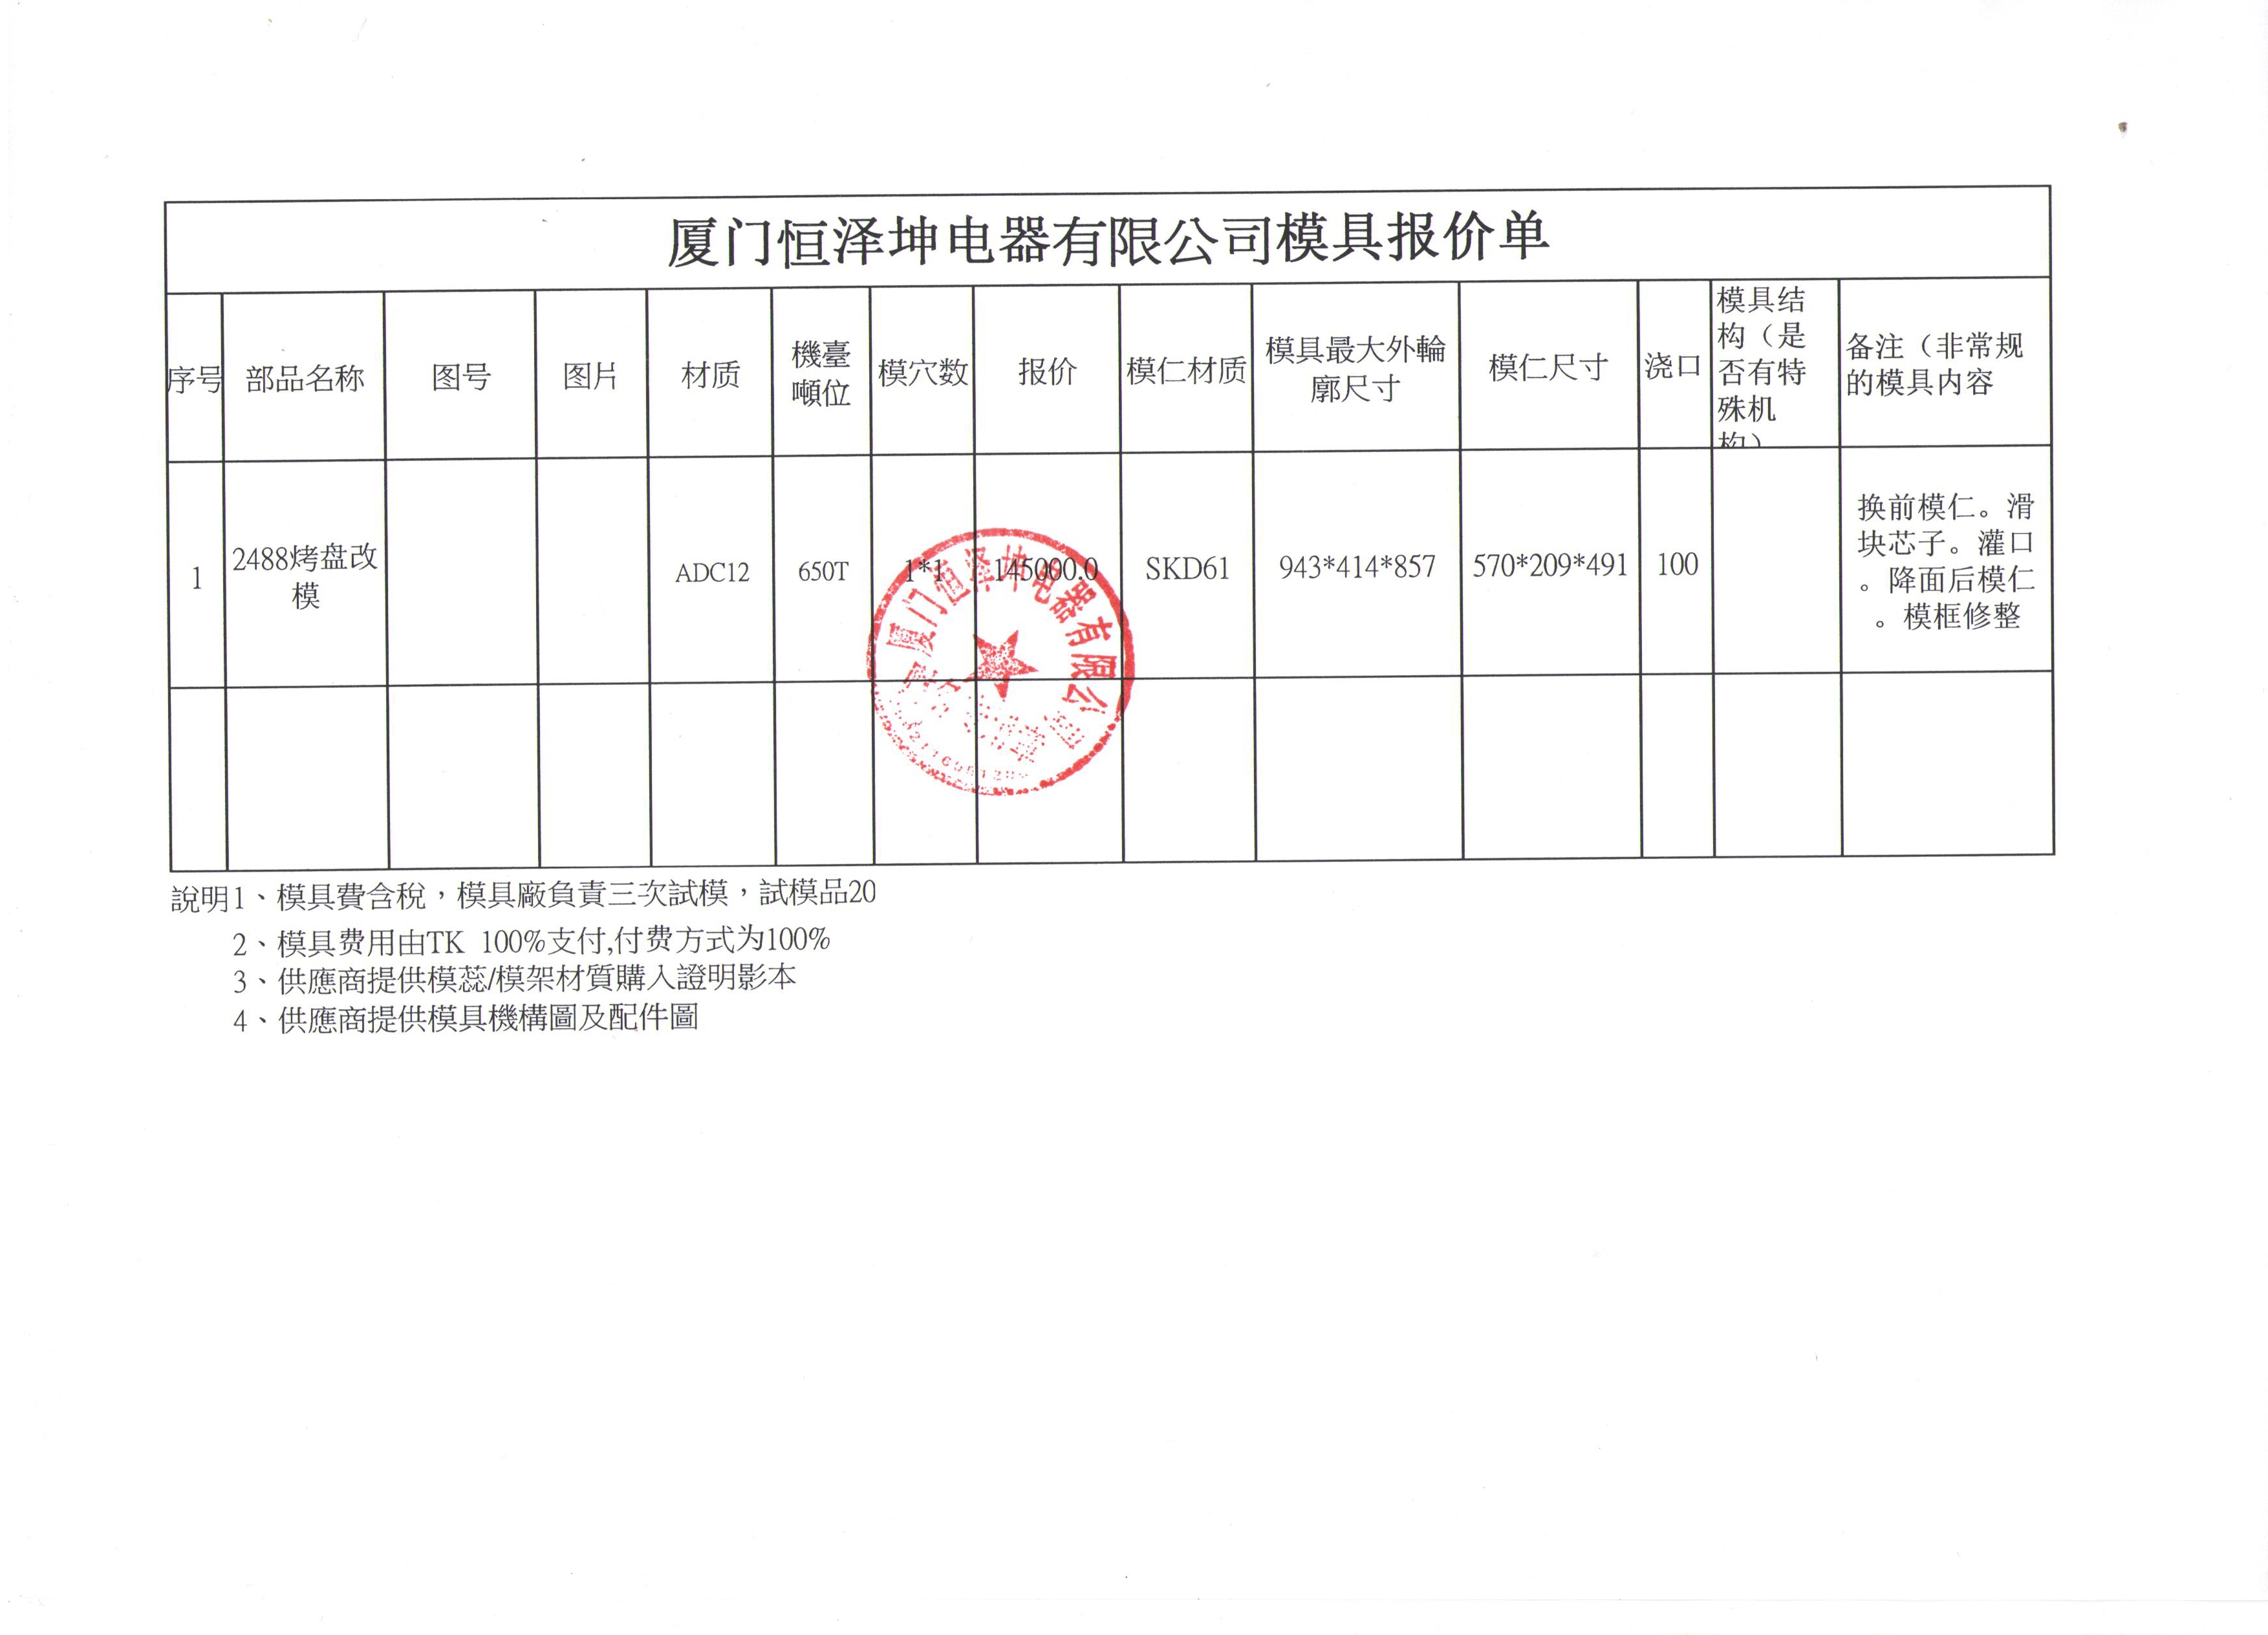 厦门恒泽坤电器有限公司模具报价单
序号 部品名称 图号 图片 材质 機臺噸位 模穴数 报价 模仁材质 模具最大外輪廓尺寸 模仁尺寸 浇口 模具结构（是否有特殊机构） 备注（非常规的模具内容
1 2488烤盘改模 ADC12 650T 1*1 145000.0 SKD61 943*414*857 570*209*491 100 换前模仁。滑块芯子。灌口。降面后模仁。模框修整
厦门恒泽坤电器有限公司
說明1、模具費含稅，模具廠負責三次試模，試模品20
2、模具费用由TK 100%支付,付费方式为100%
3、供應商提供模蕊/模架材質購入證明影本
4、供應商提供模具機構圖及配件圖